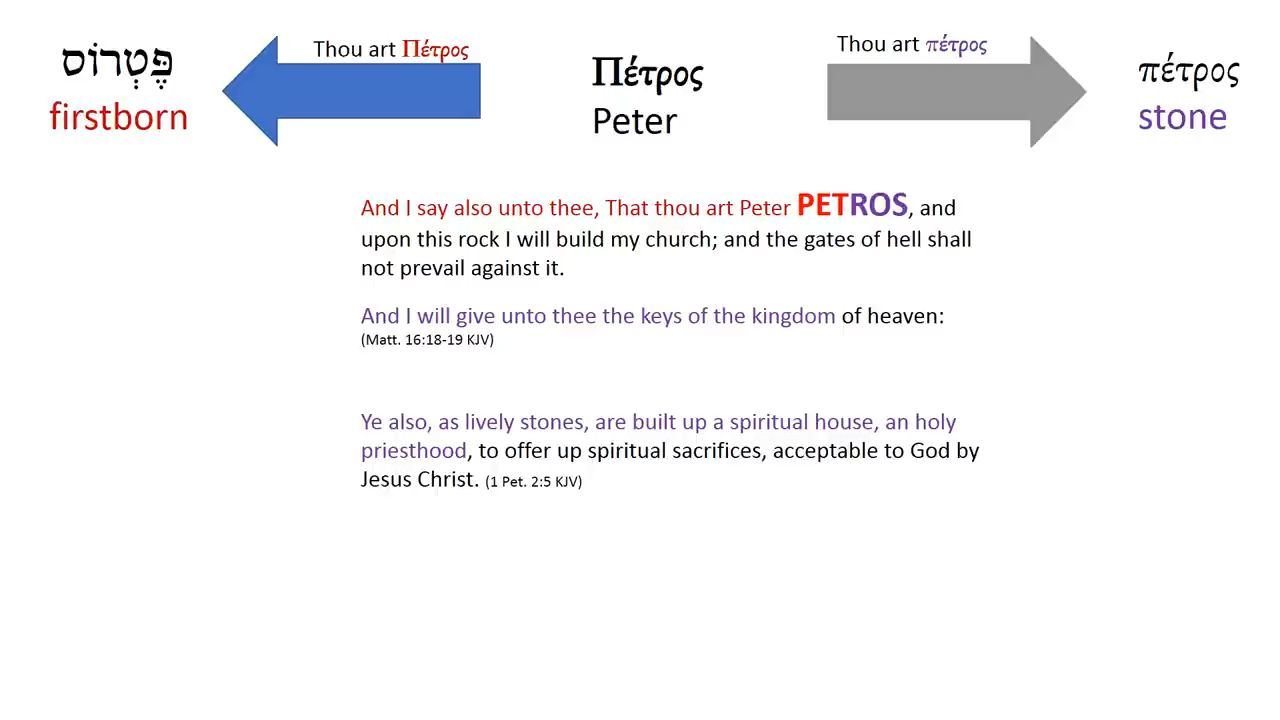 פֶּטְרוֹס
firstborn
Thou art Πέτρος
Πέτρος
Peter
Thou art πέτρος
πέτρος
stone
And I say also unto thee, That thou art Peter PETROS, and
upon this rock I will build my church; and the gates of hell shall
not prevail against it.
And I will give unto thee the keys of the kingdom of heaven:
(Matt. 16:18-19 KJV)
Ye also, as lively stones, are built up a spiritual house, an holy
priesthood, to offer up spiritual sacrifices, acceptable to God by
Jesus Christ. (1 Pet. 2:5 KJV)